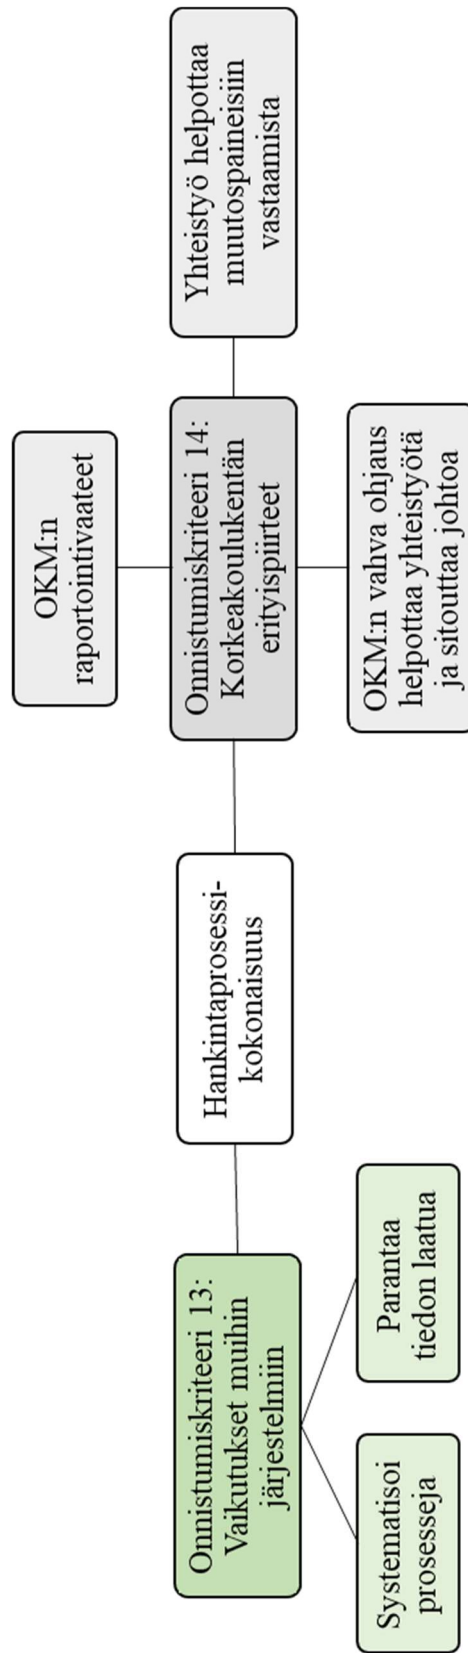 Onnistumiskriteeri 13:
Vaikutukset muihin
järjestelmiin
Systematisoi
prosesseja
Parantaa
tiedon laatua
Hankintaprosessi-
kokonaisuus
OKM:n
raportointivaateet
Onnistumiskriteeri 14:
Korkeakoulukentän
erityispiirteet
OKM:n vahva ohjaus
helpottaa yhteistyötä
ja sitouttaa johtoa
Yhteistyö helpottaa
muutospaineisiin
vastaamista